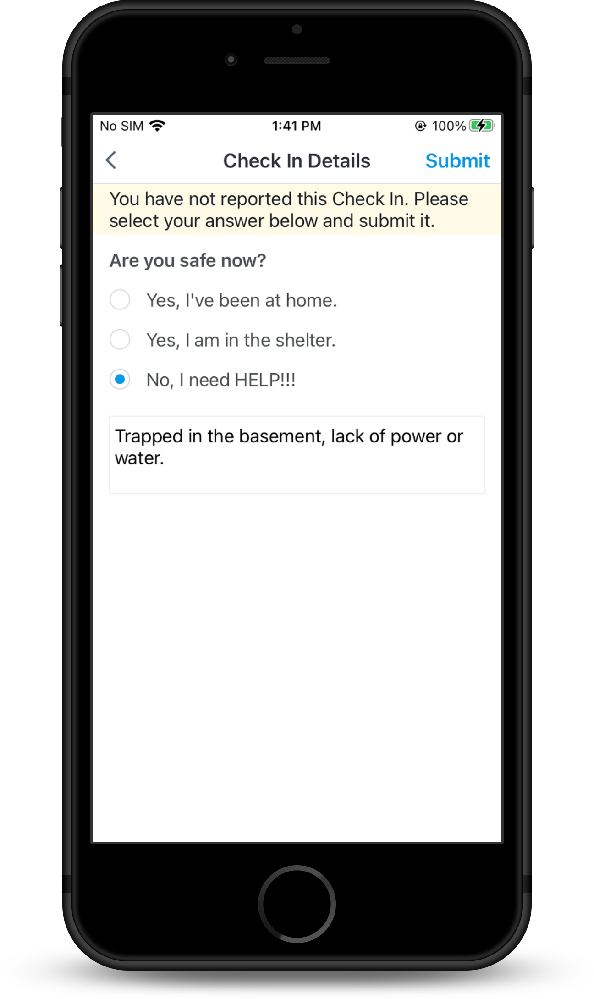 No SIM 1:41 PM 100%
Check In Details Submit
You have not reported this Check In. Please
select your answer below and submit it.
Are you safe now?
Yes, I've been at home.
Yes, I am in the shelter.
No, I need HELP!!!
Trapped in the basement, lack of power or
water.